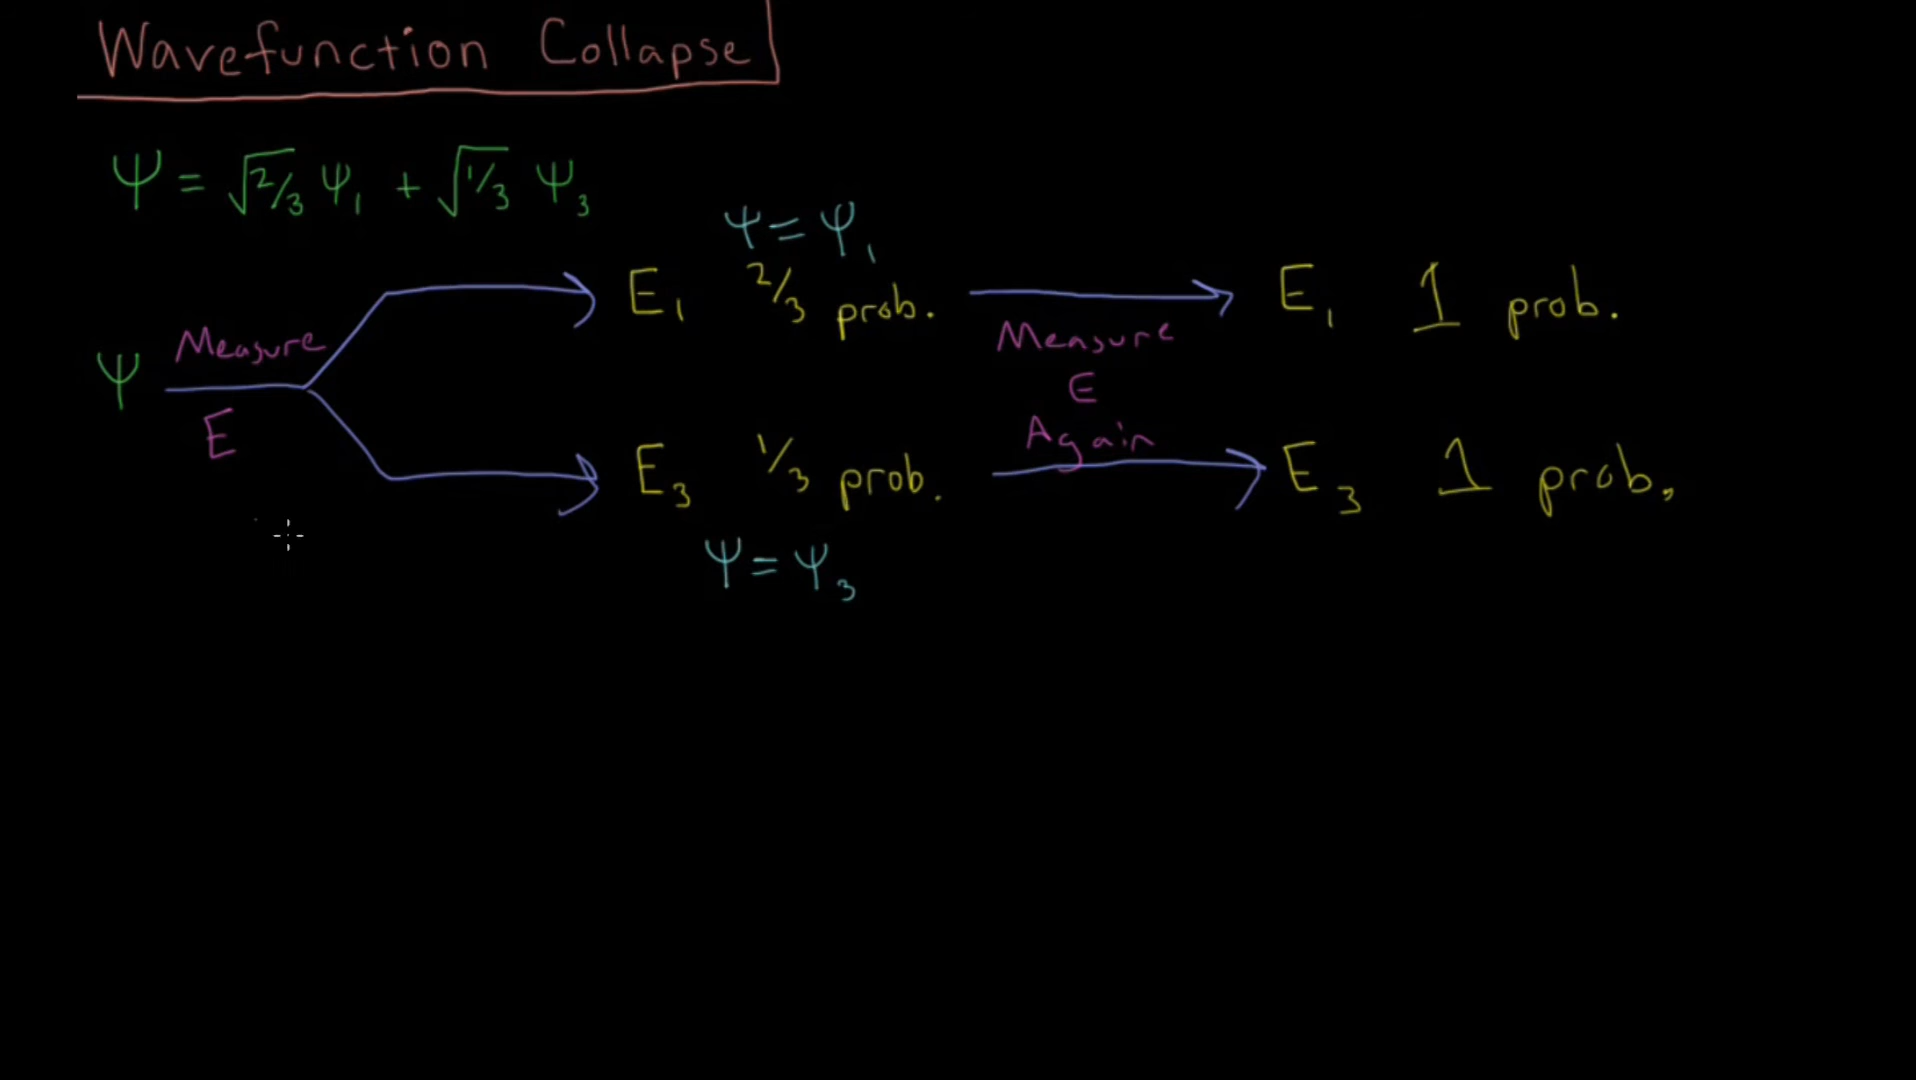 Wavefunction Collapse
Ψ = √2/3 Ψ₁ + √1/3 Ψ₃
Ψ = Ψ₁
E₁ 2/3 prob.
E₁ 1 prob.
Ψ
Measure
E
Measure
E
Again
E₃ 1/3 prob.
E₃ 1 prob.
Ψ = Ψ₃